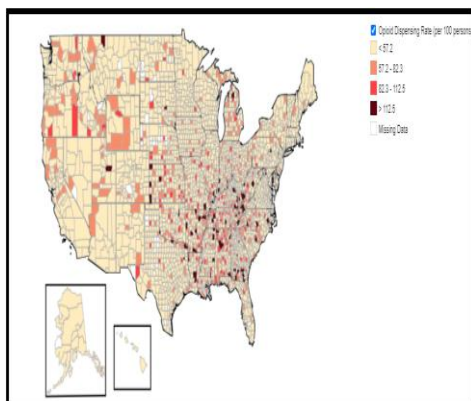 Opioid Dispensing Rate (per 100 persons
< 57.2
57.2 - 82.3
82.3 - 112.5
> 112.5
Missing Data